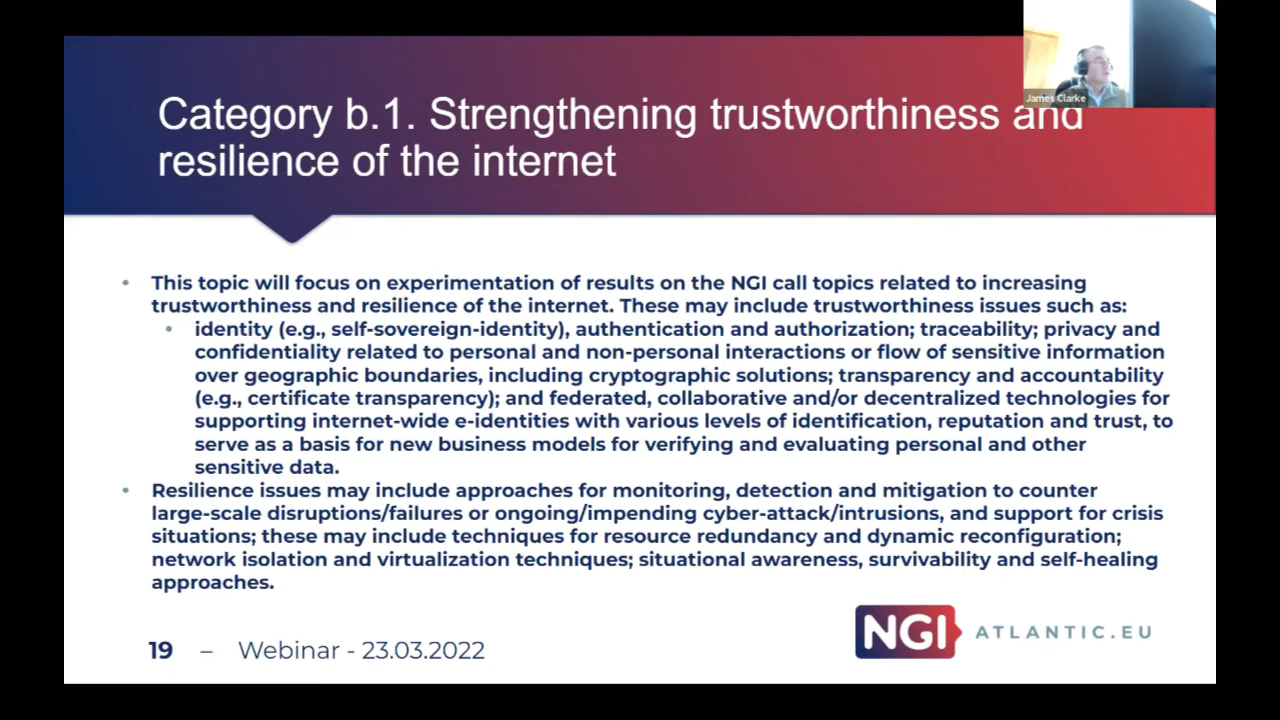 James Clarke
Category b.1. Strengthening trustworthiness and
resilience of the internet
• This topic will focus on experimentation of results on the NGI call topics related to increasing
trustworthiness and resilience of the internet. These may include trustworthiness issues such as:
• identity (e.g., self-sovereign-identity), authentication and authorization; traceability; privacy and
confidentiality related to personal and non-personal interactions or flow of sensitive information
over geographic boundaries, including cryptographic solutions; transparency and accountability
(e.g., certificate transparency); and federated, collaborative and/or decentralized technologies for
supporting internet-wide e-identities with various levels of identification, reputation and trust, to
serve as a basis for new business models for verifying and evaluating personal and other
sensitive data.
• Resilience issues may include approaches for monitoring, detection and mitigation to counter
large-scale disruptions/failures or ongoing/impending cyber-attack/intrusions, and support for crisis
situations; these may include techniques for resource redundancy and dynamic reconfiguration;
network isolation and virtualization techniques; situational awareness, survivability and self-healing
approaches.
19 – Webinar - 23.03.2022
NGI ATLANTIC.EU